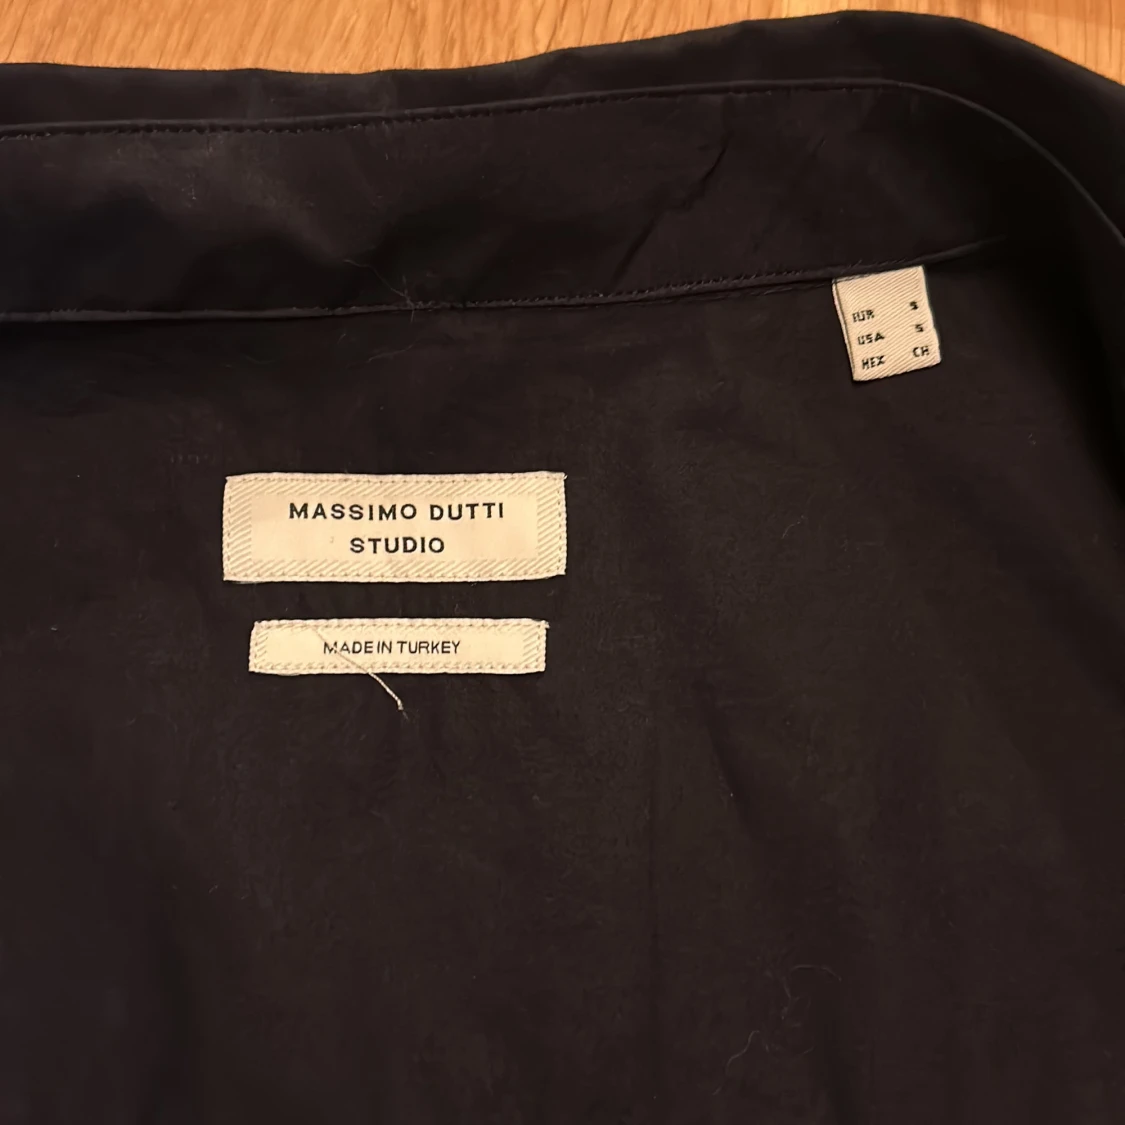 EUR S
USA S
MEX CH
MASSIMO DUTTI
STUDIO
MADE IN TURKEY